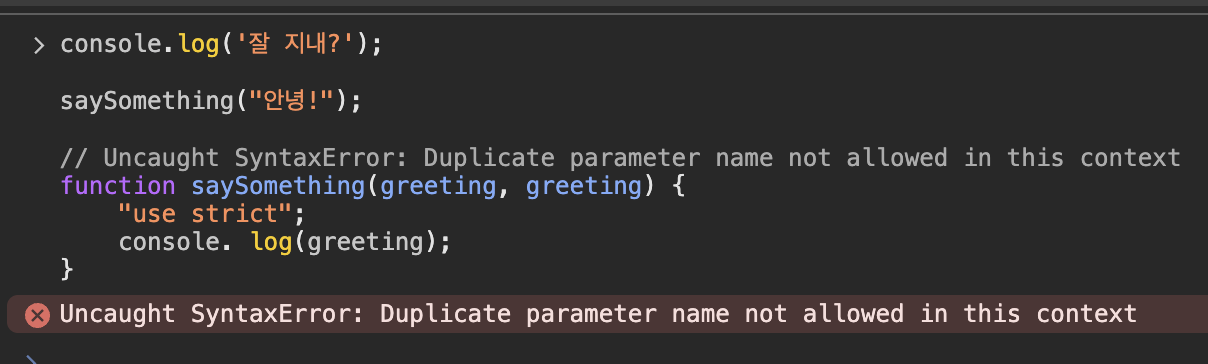 console.log('잘 지내?');
saySomething("안녕!");
// Uncaught SyntaxError: Duplicate parameter name not allowed in this context
function saySomething(greeting, greeting) {
"use strict";
console. log(greeting);
}
Uncaught SyntaxError: Duplicate parameter name not allowed in this context